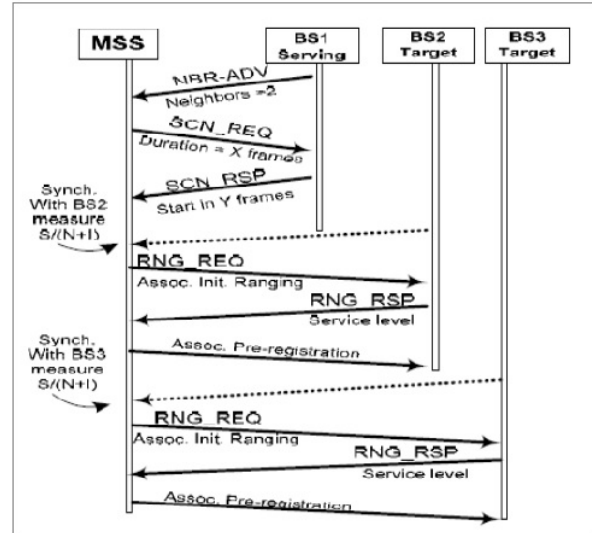 MSS
BS1
Serving
BS2
Target
BS3
Target
NBR-ADV
Neighbors =2
SCN_REQ
Duration = X frames
SCN_RSP
Start in Y frames
Synch.
With BS2
measure
S/(N+I)
RNG_REQ
Assoc. Init. Ranging
RNG_RSP
Service level
Assoc. Pre-registration
Synch.
With BS3
measure
S/(N+I)
RNG_REQ
Assoc. Init. Ranging
RNG_RSP
Service level
Assoc. Pre-registration